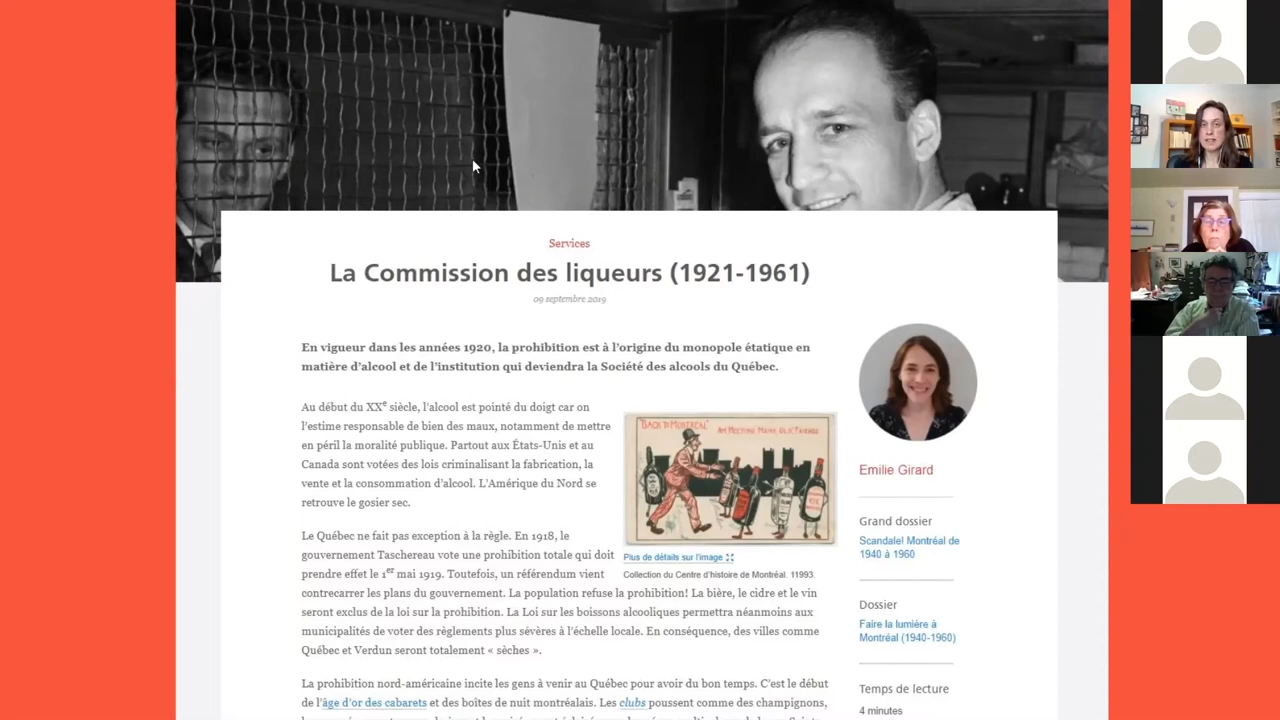 Services
La Commission des liqueurs (1921-1961)
09 septembre 2019
En vigueur dans les années 1920, la prohibition est à l'origine du monopole étatique en
matière d'alcool et de l'institution qui deviendra la Société des alcools du Québec.
Au début du XXe siècle, l'alcool est pointé du doigt car on
l'estime responsable de bien des maux, notamment de mettre
en péril la moralité publique. Partout aux États-Unis et au
Canada sont votées des lois criminalisant la fabrication, la
vente et la consommation d'alcool. L'Amérique du Nord se
retrouve le gosier sec.
"BACK TO MONTREAL"
AM MEETING MANY OLD FRIENDS
Plus de détails sur l'image
Collection du Centre d'histoire de Montréal. 11993.
Le Québec ne fait pas exception à la règle. En 1918, le
gouvernement Taschereau vote une prohibition totale qui doit
prendre effet le 1er mai 1919. Toutefois, un référendum vient
contrecarrer les plans du gouvernement. La population refuse la prohibition! La bière, le cidre et le vin
seront exclus de la loi sur la prohibition. La Loi sur les boissons alcooliques permettra néanmoins aux
municipalités de voter des règlements plus sévères à l'échelle locale. En conséquence, des villes comme
Québec et Verdun seront totalement « sèches ».
La prohibition nord-américaine incite les gens à venir au Québec pour avoir du bon temps. C'est le début
de l'âge d'or des cabarets et des boîtes de nuit montréalais. Les clubs poussent comme des champignons,
Emilie Girard
Grand dossier
Scandale! Montréal de
1940 à 1960
Dossier
Faire la lumière à
Montréal (1940-1960)
Temps de lecture
4 minutes